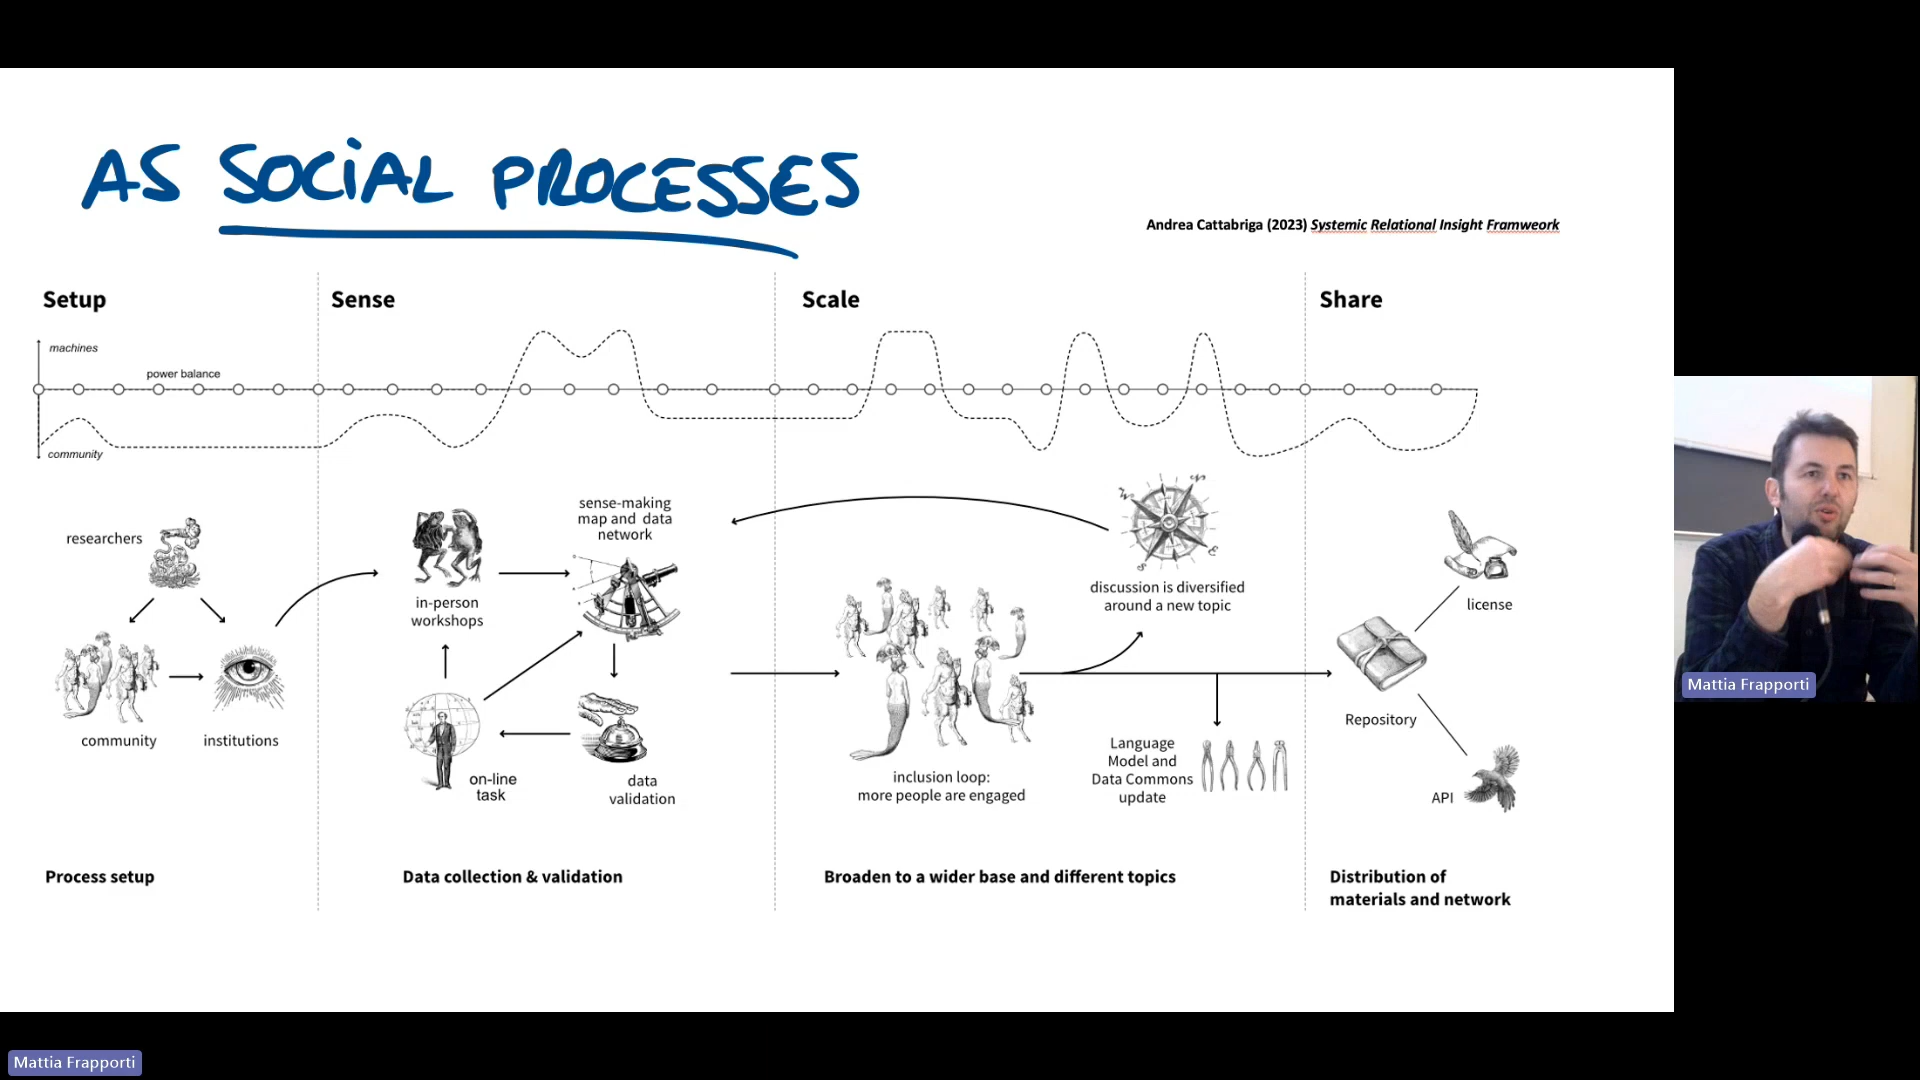 AS SOCIAL PROCESSES
Andrea Cattabriga (2023) Systemic Relational Insight Framweork
Setup
Sense
Scale
Share
machines
power balance
community
researchers
community
institutions
in-person
workshops
sense-making
map and data
network
on-line
task
data
validation
discussion is diversified
around a new topic
inclusion loop:
more people are engaged
Language
Model and
Data Commons
update
license
Repository
API
Process setup
Data collection & validation
Broaden to a wider base and different topics
Distribution of
materials and network
Mattia Frapporti
Mattia Frapporti